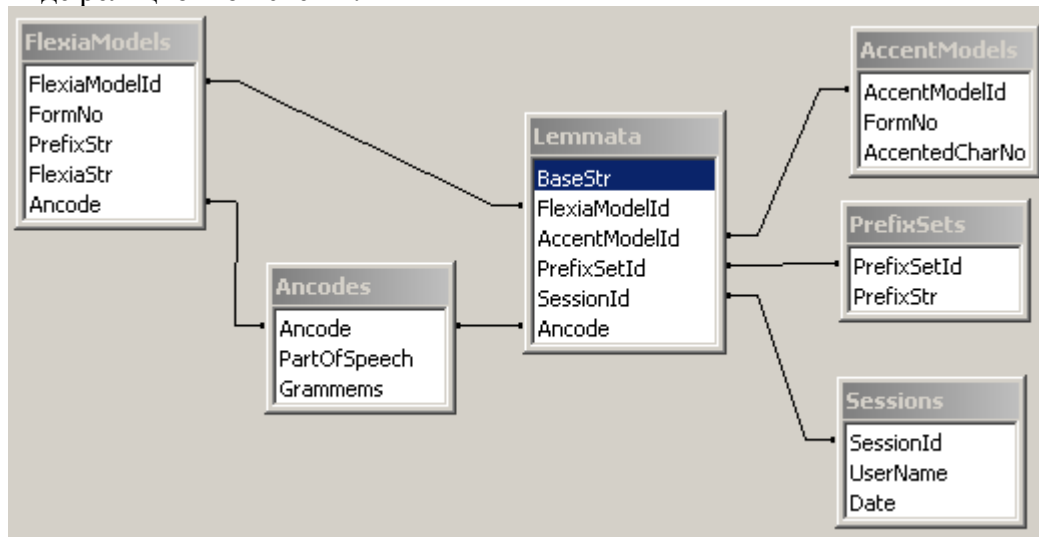 FlexiaModels
FlexiaModelId
FormNo
PrefixStr
FlexiaStr
Ancode
Ancodes
Ancode
PartOfSpeech
Grammems
Lemmata
BaseStr
FlexiaModelId
AccentModelId
PrefixSetId
SessionId
Ancode
AccentModels
AccentModelId
FormNo
AccentedCharNo
PrefixSets
PrefixSetId
PrefixStr
Sessions
SessionId
UserName
Date